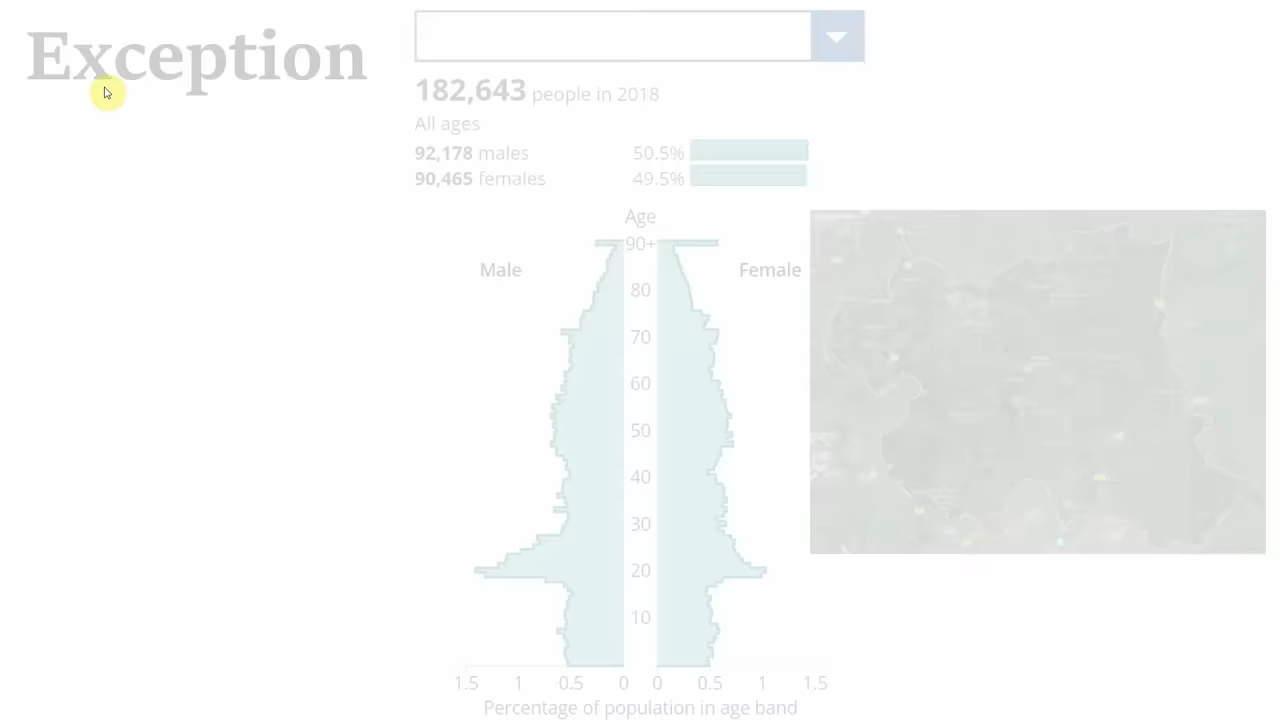 Exception
182,643 people in 2018
All ages
92,178 males 50.5%
90,465 females 49.5%
Age
90+
Male Female
80
70
60
50
40
30
20
10
1.5 1 0.5 0 0 0.5 1 1.5
Percentage of population in age band